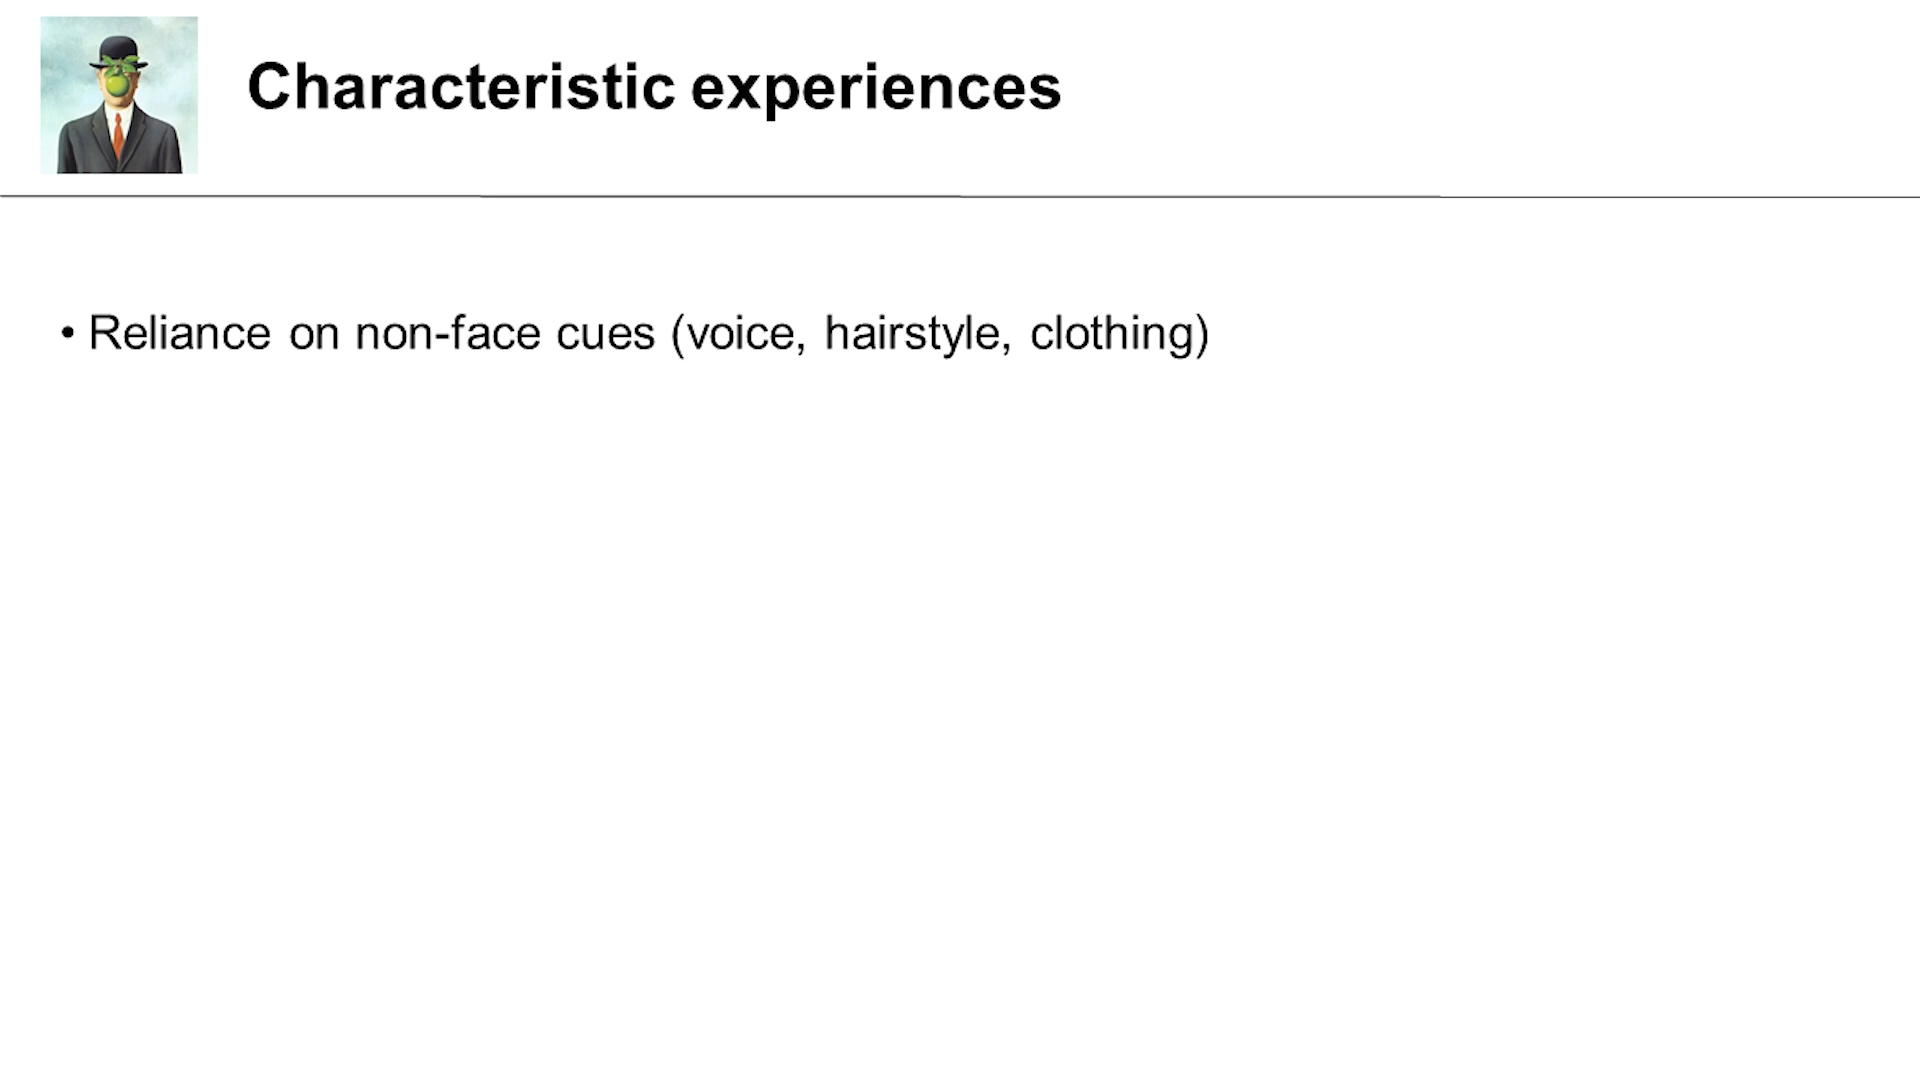 Characteristic experiences
• Reliance on non-face cues (voice, hairstyle, clothing)